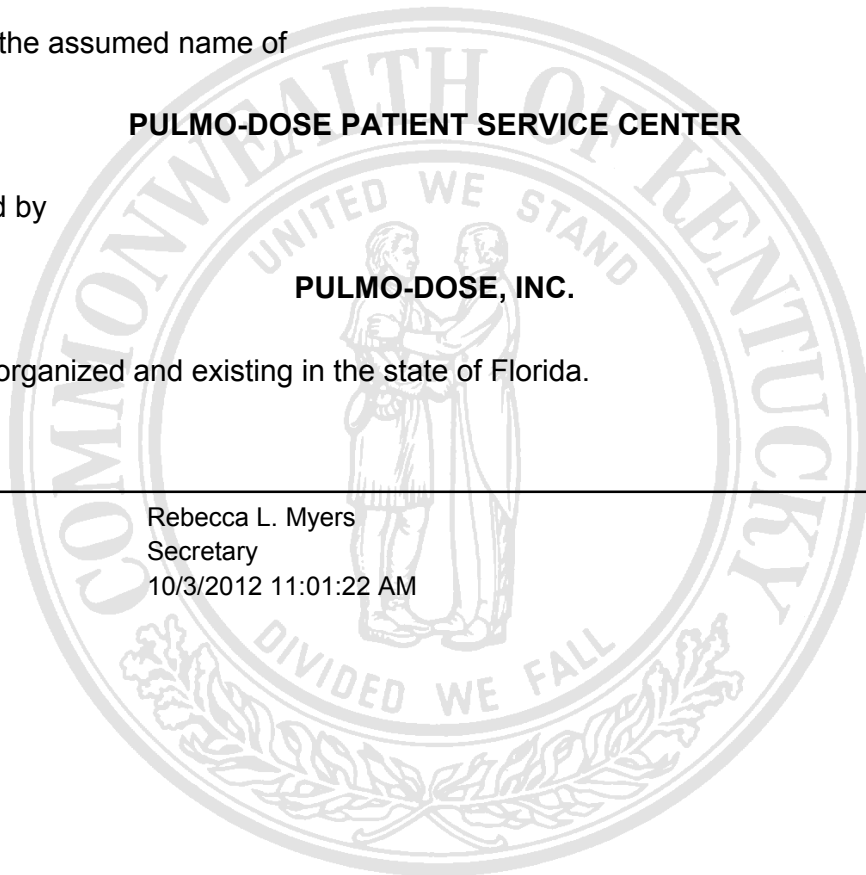 the assumed name of
PULMO-DOSE PATIENT SERVICE CENTER
d by
PULMO-DOSE, INC.
organized and existing in the state of Florida.
Rebecca L. Myers
Secretary
10/3/2012 11:01:22 AM
COMMONWEALTH OF KENTUCKY
UNITED WE STAND
DIVIDED WE FALL